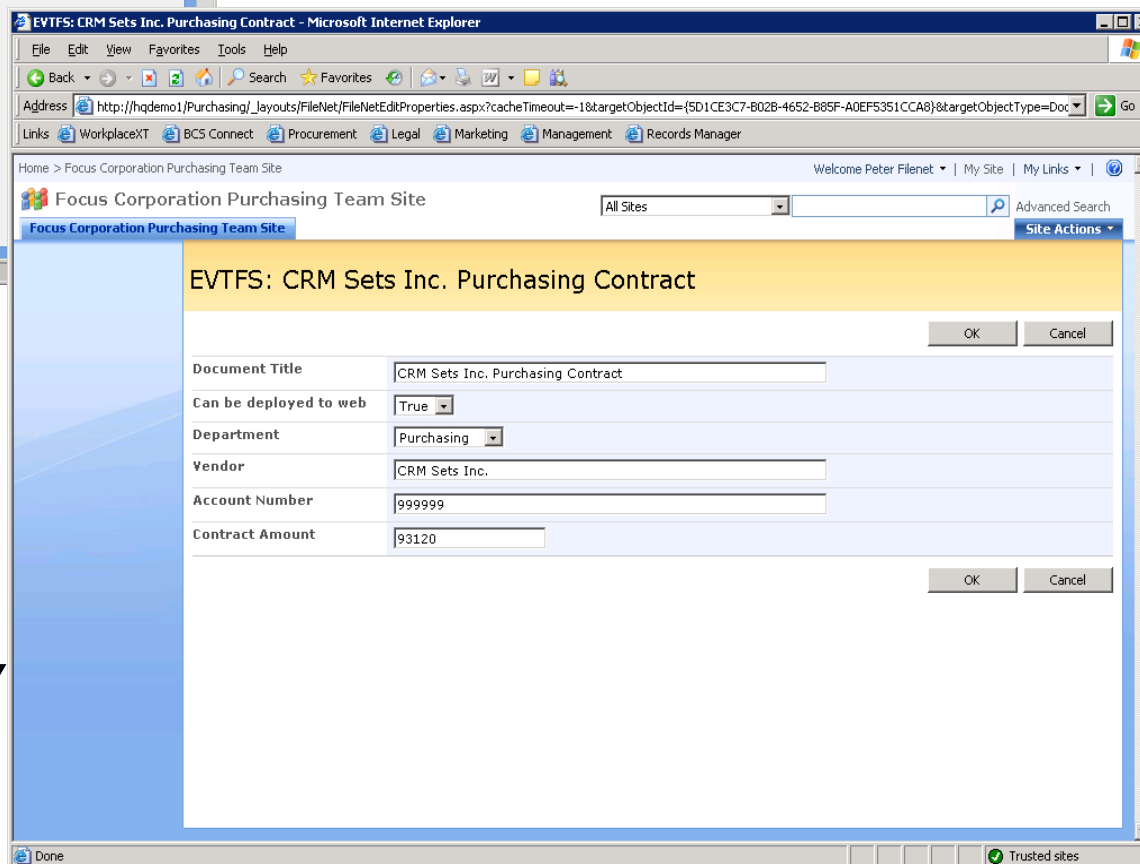 EVTFS: CRM Sets Inc. Purchasing Contract - Microsoft Internet Explorer
File Edit View Favorites Tools Help
Back Search Favorites
Address http://hqdemo1/Purchasing/_layouts/FileNet/FileNetEditProperties.aspx?cacheTimeout=-1&targetObjectId={5D1CE3C7-B02B-4652-B85F-A0EF5351CCA8}&targetObjectType=Doc Go
Links WorkplaceXT BCS Connect Procurement Legal Marketing Management Records Manager
Home > Focus Corporation Purchasing Team Site Welcome Peter Filenet | My Site | My Links |
Focus Corporation Purchasing Team Site All Sites Advanced Search
Focus Corporation Purchasing Team Site Site Actions
EVTFS: CRM Sets Inc. Purchasing Contract
OK Cancel
Document Title CRM Sets Inc. Purchasing Contract
Can be deployed to web True
Department Purchasing
Vendor CRM Sets Inc.
Account Number 999999
Contract Amount 93120
OK Cancel
Done Trusted sites